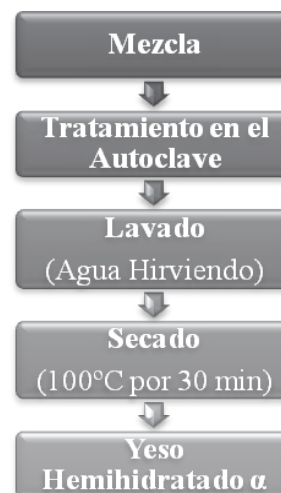 Mezcla
Tratamiento en el
Autoclave
Lavado
(Agua Hirviendo)
Secado
(100°C por 30 min)
Yeso
Hemihidratado α